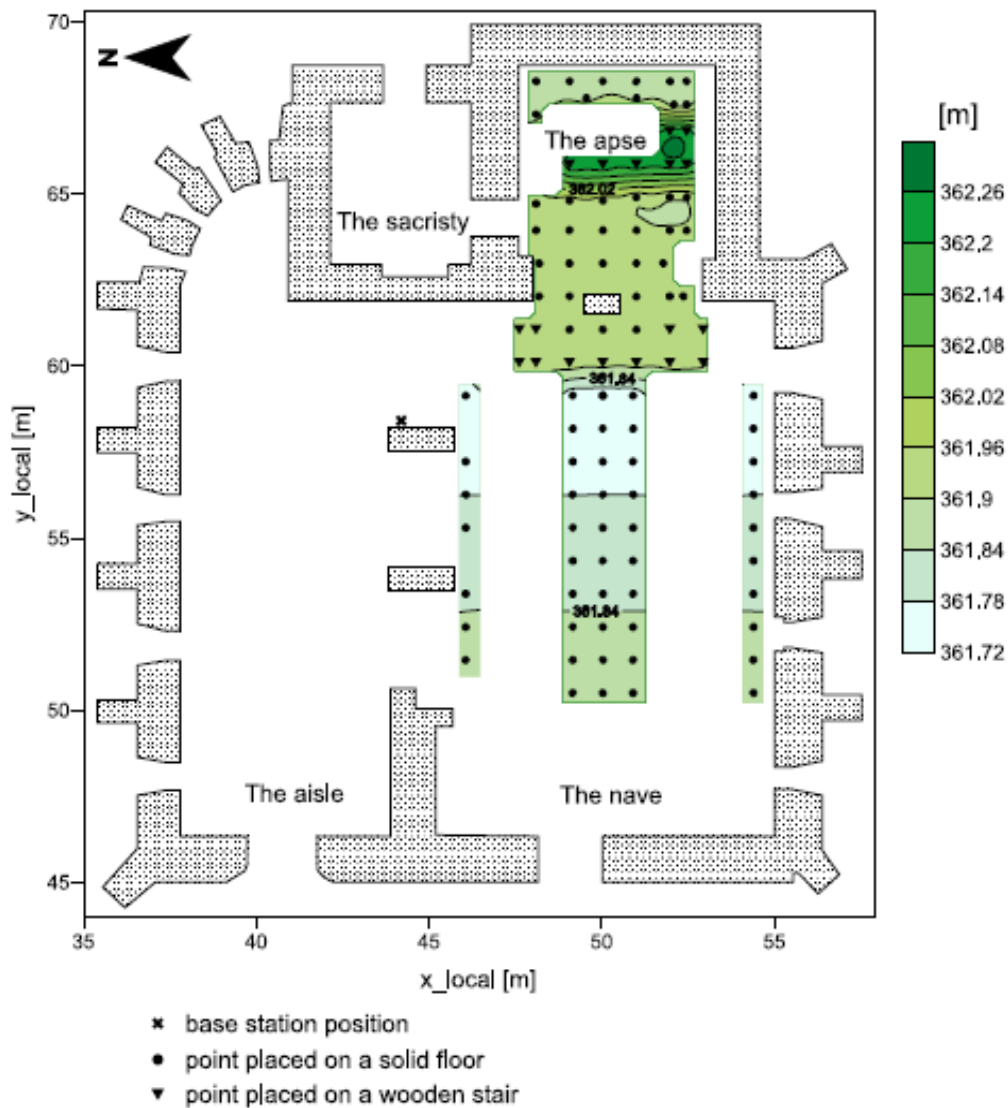 70
N
[m]
The apse
65
362.02
The sacristy
362,26
362,2
362,14
362,08
60
361.84
362,02
361,96
y_local [m]
361,9
55
361,84
361,78
361.84
361,72
50
The aisle
The nave
45
35
40
45
50
55
x_local [m]
base station position
point placed on a solid floor
point placed on a wooden stair